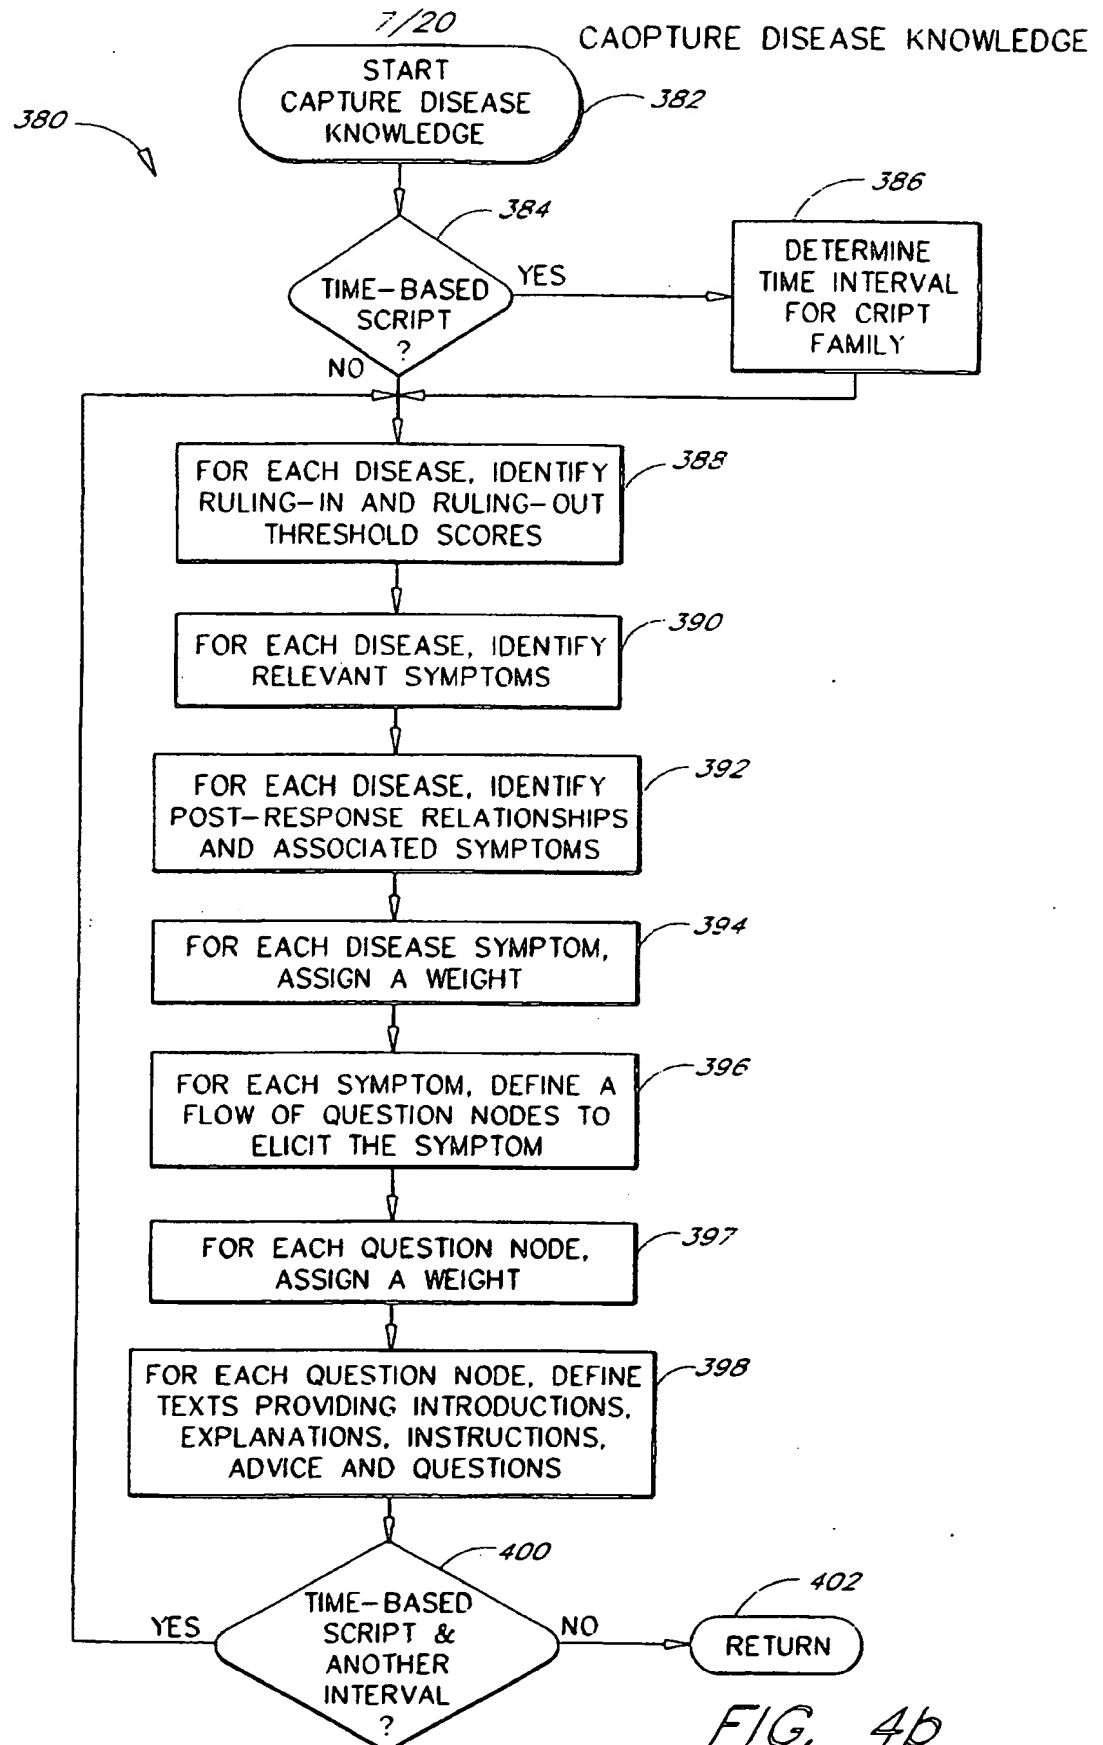 7/20
CAOPTURE DISEASE KNOWLEDGE
START
CAPTURE DISEASE
KNOWLEDGE
382
380
384
386
TIME-BASED
SCRIPT
?
YES
NO
DETERMINE
TIME INTERVAL
FOR CRIPT
FAMILY
FOR EACH DISEASE, IDENTIFY
RULING-IN AND RULING-OUT
THRESHOLD SCORES
388
FOR EACH DISEASE, IDENTIFY
RELEVANT SYMPTOMS
390
FOR EACH DISEASE, IDENTIFY
POST-RESPONSE RELATIONSHIPS
AND ASSOCIATED SYMPTOMS
392
FOR EACH DISEASE SYMPTOM,
ASSIGN A WEIGHT
394
FOR EACH SYMPTOM, DEFINE A
FLOW OF QUESTION NODES TO
ELICIT THE SYMPTOM
396
FOR EACH QUESTION NODE,
ASSIGN A WEIGHT
397
FOR EACH QUESTION NODE, DEFINE
TEXTS PROVIDING INTRODUCTIONS,
EXPLANATIONS, INSTRUCTIONS,
ADVICE AND QUESTIONS
398
400
TIME-BASED
SCRIPT &
ANOTHER
INTERVAL
?
YES
NO
402
RETURN
FIG. 4b